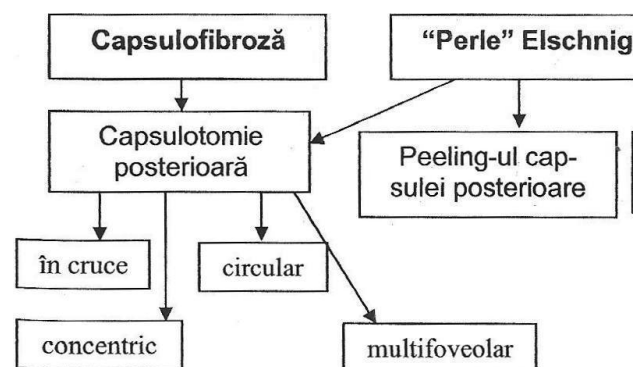 Capsulofibroză
“Perle” Elschnig
Capsulotomie
posterioară
Peeling-ul cap-
sulei posterioare
în cruce
circular
concentric
multifoveolar